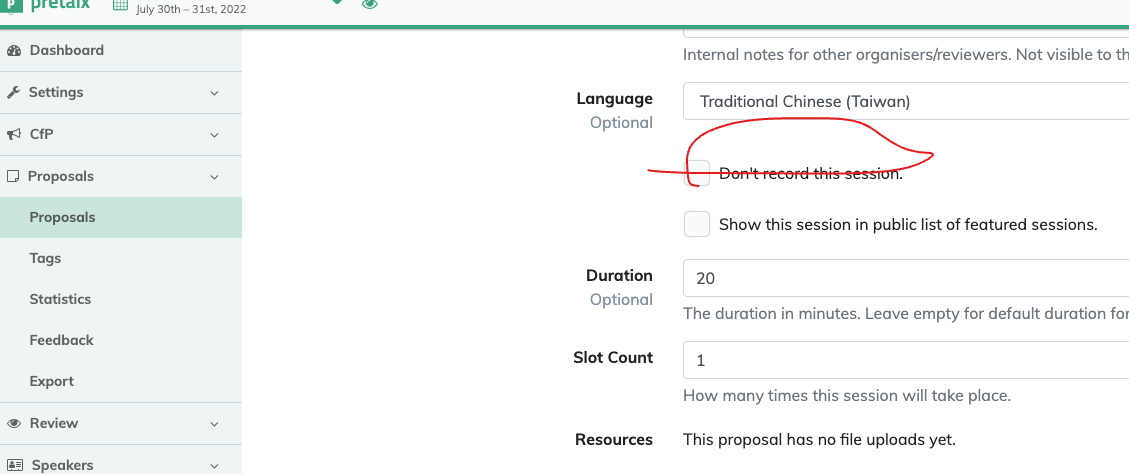 pretalx
July 30th – 31st, 2022
Dashboard
Settings
CfP
Proposals
Proposals
Tags
Statistics
Feedback
Export
Review
Speakers
Internal notes for other organisers/reviewers. Not visible to th
Language
Optional
Traditional Chinese (Taiwan)
Don't record this session.
Show this session in public list of featured sessions.
Duration
Optional
20
The duration in minutes. Leave empty for default duration for
Slot Count
1
How many times this session will take place.
Resources
This proposal has no file uploads yet.